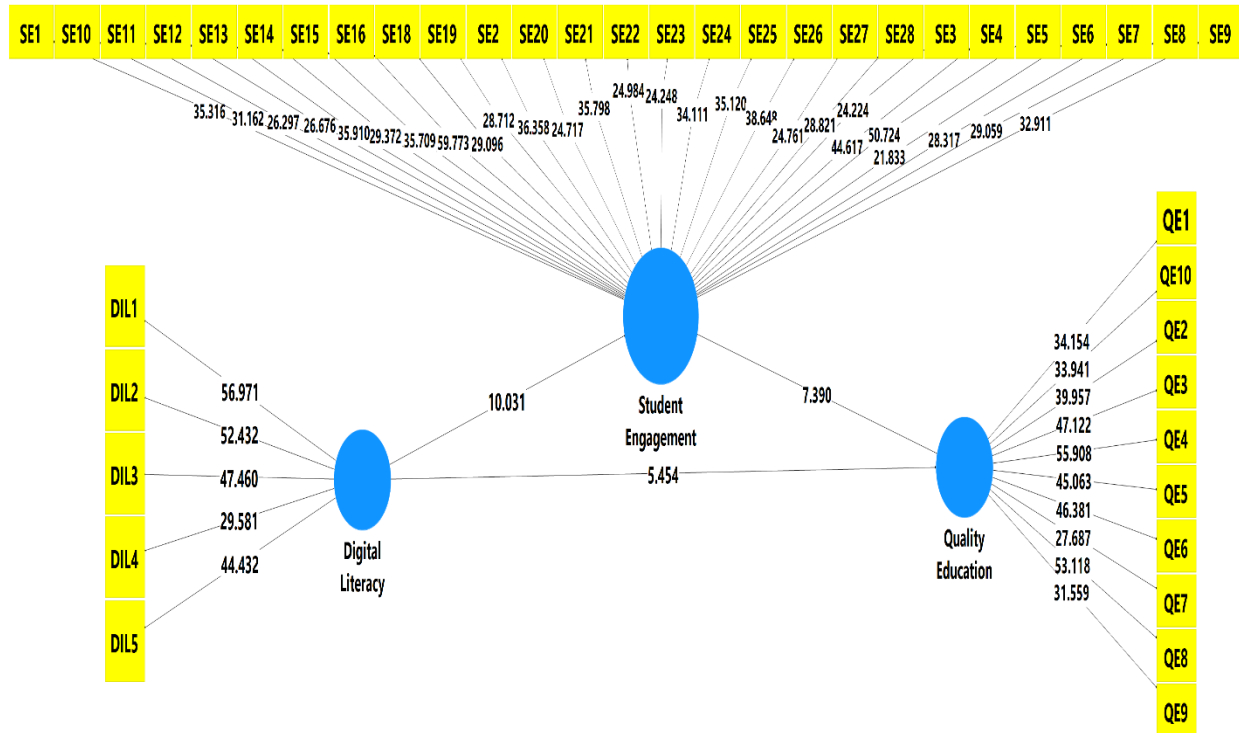 SE1 SE10 SE11 SE12 SE13 SE14 SE15 SE16 SE18 SE19 SE2 SE20 SE21 SE22 SE23 SE24 SE25 SE26 SE27 SE28 SE3 SE4 SE5 SE6 SE7 SE8 SE9
35.316 31.162 26.297 26.676 35.910 29.372 35.709 59.773 29.096 28.712 36.358 24.717 35.798 24.984 24.248 34.111 35.120 38.648 24.761 28.821 24.224 44.617 50.724 21.833 28.317 29.059 32.911
DIL1
DIL2
DIL3
DIL4
DIL5
56.971
52.432
47.460
29.581
44.432
Digital
Literacy
10.031
Student
Engagement
7.390
5.454
Quality
Education
34.154
33.941
39.957
47.122
55.908
45.063
46.381
27.687
53.118
31.559
QE1
QE10
QE2
QE3
QE4
QE5
QE6
QE7
QE8
QE9